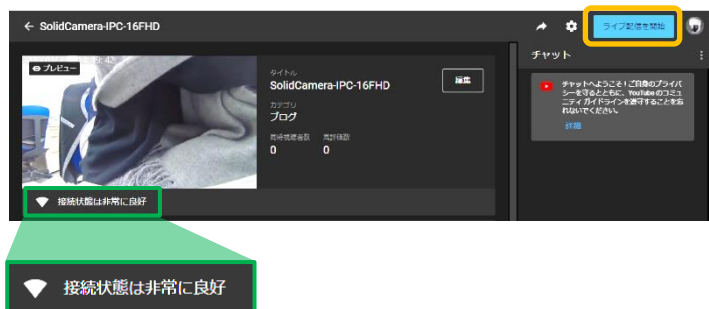 ← SolidCamera-IPC-16FHD
ライブ配信を開始
プレビュー
タイトル
SolidCamera-IPC-16FHD
編集
カテゴリ
ブログ
同時視聴者数 高評価数
0 0
接続状態は非常に良好
チャット
チャットへようこそ！ご自身のプライバ
シーを守るとともに、YouTube のコミュ
ニティ ガイドラインを遵守することを忘
れないでください。
詳細
接続状態は非常に良好